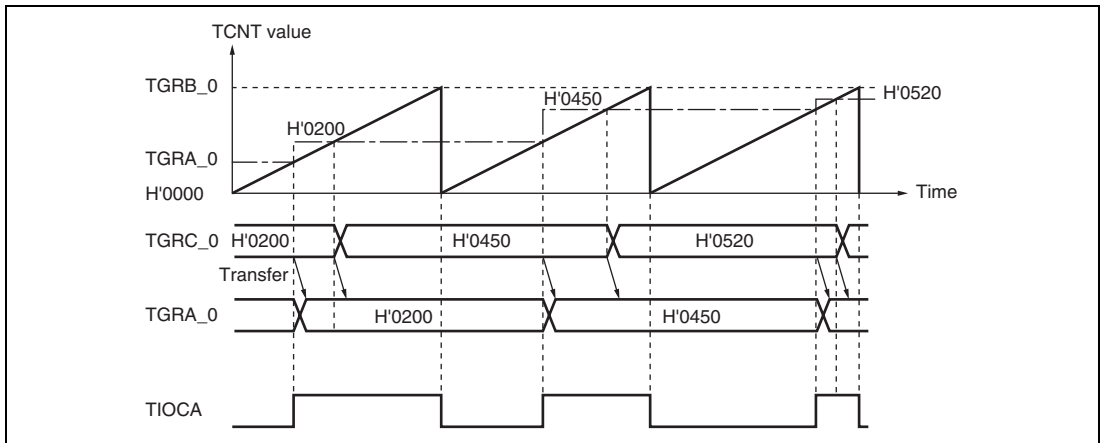 TCNT value
TGRB_0
H'0450
H'0520
H'0200
TGRA_0
H'0000
Time
TGRC_0 H'0200 H'0450 H'0520
Transfer
TGRA_0 H'0200 H'0450
TIOCA